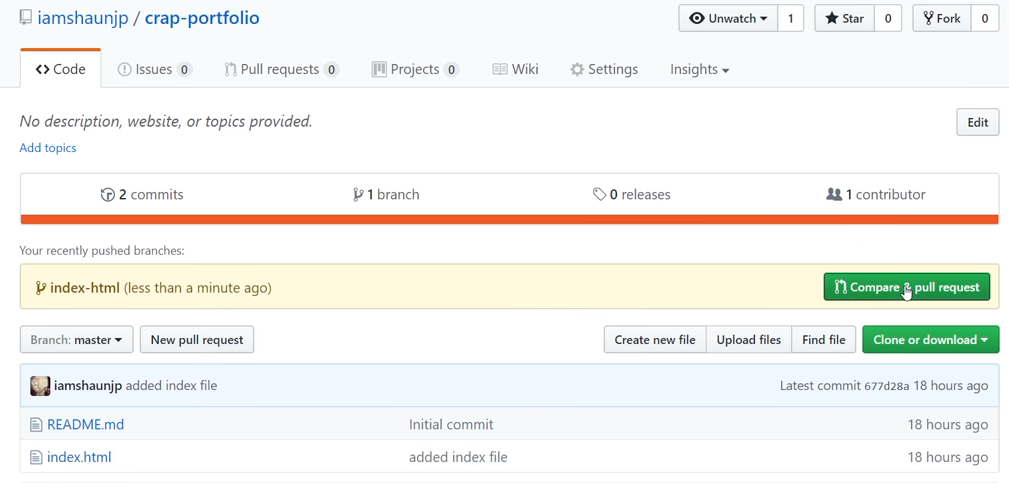 iamshaunjp / crap-portfolio Unwatch 1 Star 0 Fork 0
Code Issues 0 Pull requests 0 Projects 0 Wiki Settings Insights
No description, website, or topics provided. Edit
Add topics
2 commits 1 branch 0 releases 1 contributor
Your recently pushed branches:
index-html (less than a minute ago) Compare & pull request
Branch: master New pull request Create new file Upload files Find file Clone or download
iamshaunjp added index file Latest commit 677d28a 18 hours ago
README.md Initial commit 18 hours ago
index.html added index file 18 hours ago